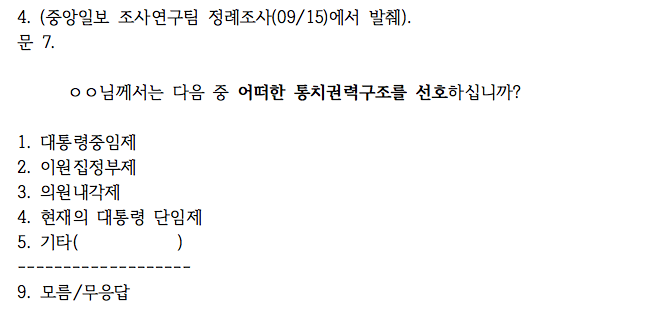 4. (중앙일보 조사연구팀 정례조사(09/15)에서 발췌).
문 7.
ㅇㅇ님께서는 다음 중 어떠한 통치권력구조를 선호하십니까?
1. 대통령중임제
2. 이원집정부제
3. 의원내각제
4. 현재의 대통령 단임제
5. 기타( )
-------------------
9. 모름/무응답